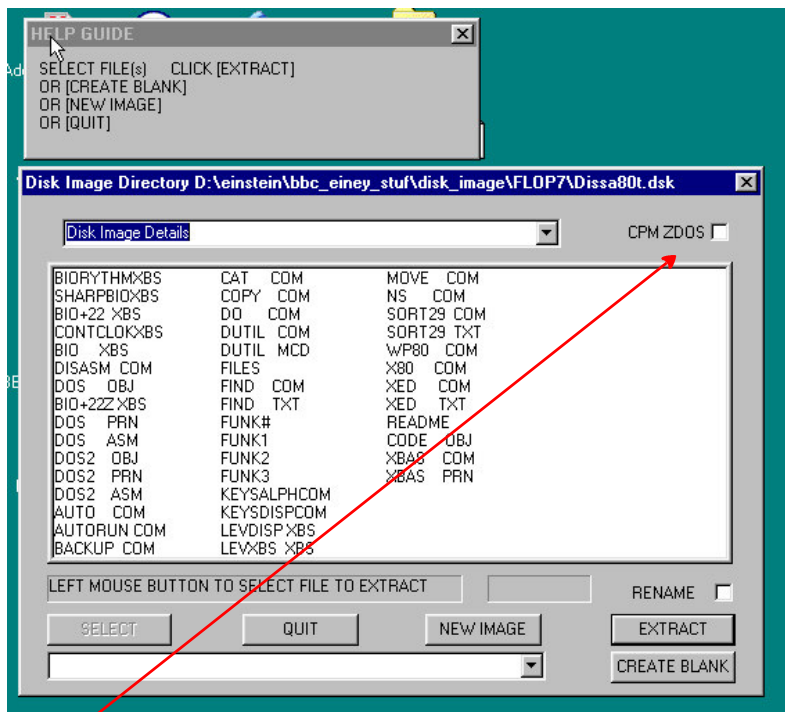 HELP GUIDE
SELECT FILE(s) CLICK [EXTRACT]
OR [CREATE BLANK]
OR [NEW IMAGE]
OR [QUIT]
Disk Image Directory D:\einstein\bbc_einey_stuf\disk_image\FLOP7\Dissa80t.dsk
Disk Image Details
CPM ZDOS
BIORYTHMXBS CAT COM MOVE COM
SHARPBIOXBS COPY COM NS COM
BIO+22 XBS DO COM SORT29 COM
CONTCLOKXBS DUTIL COM SORT29 TXT
BIO XBS DUTIL MCD WP80 COM
DISASM COM FILES X80 COM
DOS OBJ FIND COM XED COM
BIO+22Z XBS FIND TXT XED TXT
DOS PRN FUNK# README
DOS ASM FUNK1 CODE OBJ
DOS2 OBJ FUNK2 XBAS COM
DOS2 PRN FUNK3 XBAS PRN
DOS2 ASM KEYSALPHCOM
AUTO COM KEYSDISPCOM
AUTORUN COM LEVDISP XBS
BACKUP COM LEVXBS XBS
LEFT MOUSE BUTTON TO SELECT FILE TO EXTRACT
RENAME
SELECT QUIT NEW IMAGE EXTRACT
CREATE BLANK